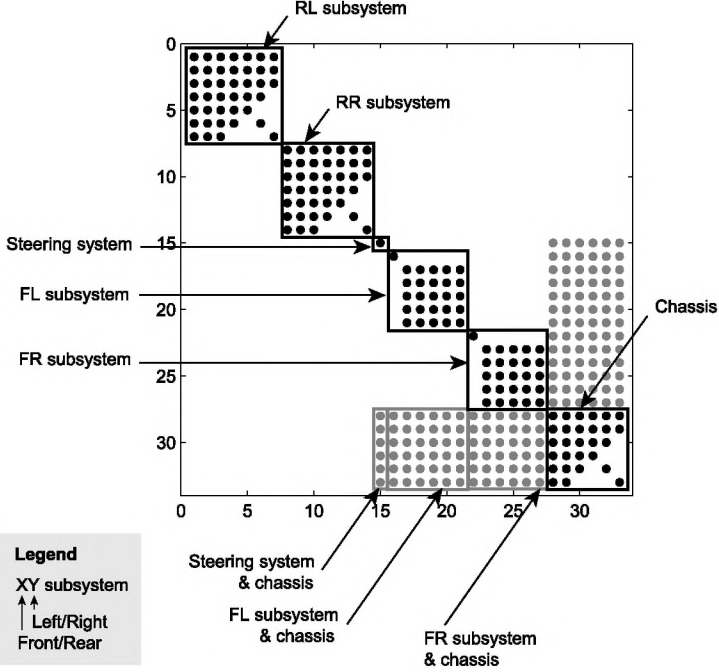 RL subsystem
0
RR subsystem
5
10
Steering system
15
FL subsystem
Chassis
20
FR subsystem
25
30
0 5 10 15 20 25 30
Steering system
& chassis
FL subsystem
& chassis
FR subsystem
& chassis
Legend
XY subsystem
Left/Right
Front/Rear